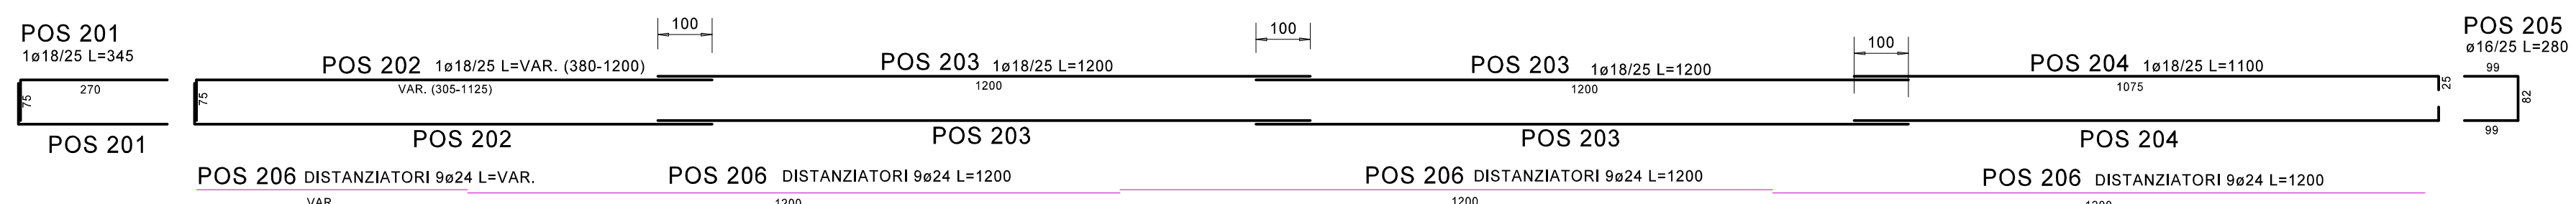 POS 201
1ø18/25 L=345
270
75
POS 201
POS 202 1ø18/25 L=VAR. (380-1200)
VAR. (305-1125)
75
POS 202
100
POS 203 1ø18/25 L=1200
1200
POS 203
100
POS 203 1ø18/25 L=1200
1200
POS 203
100
POS 204 1ø18/25 L=1100
1075
25
POS 204
POS 205
ø16/25 L=280
99
82
99
POS 206 DISTANZIATORI 9ø24 L=VAR.
VAR.
POS 206 DISTANZIATORI 9ø24 L=1200
1200
POS 206 DISTANZIATORI 9ø24 L=1200
1200
POS 206 DISTANZIATORI 9ø24 L=1200
1200